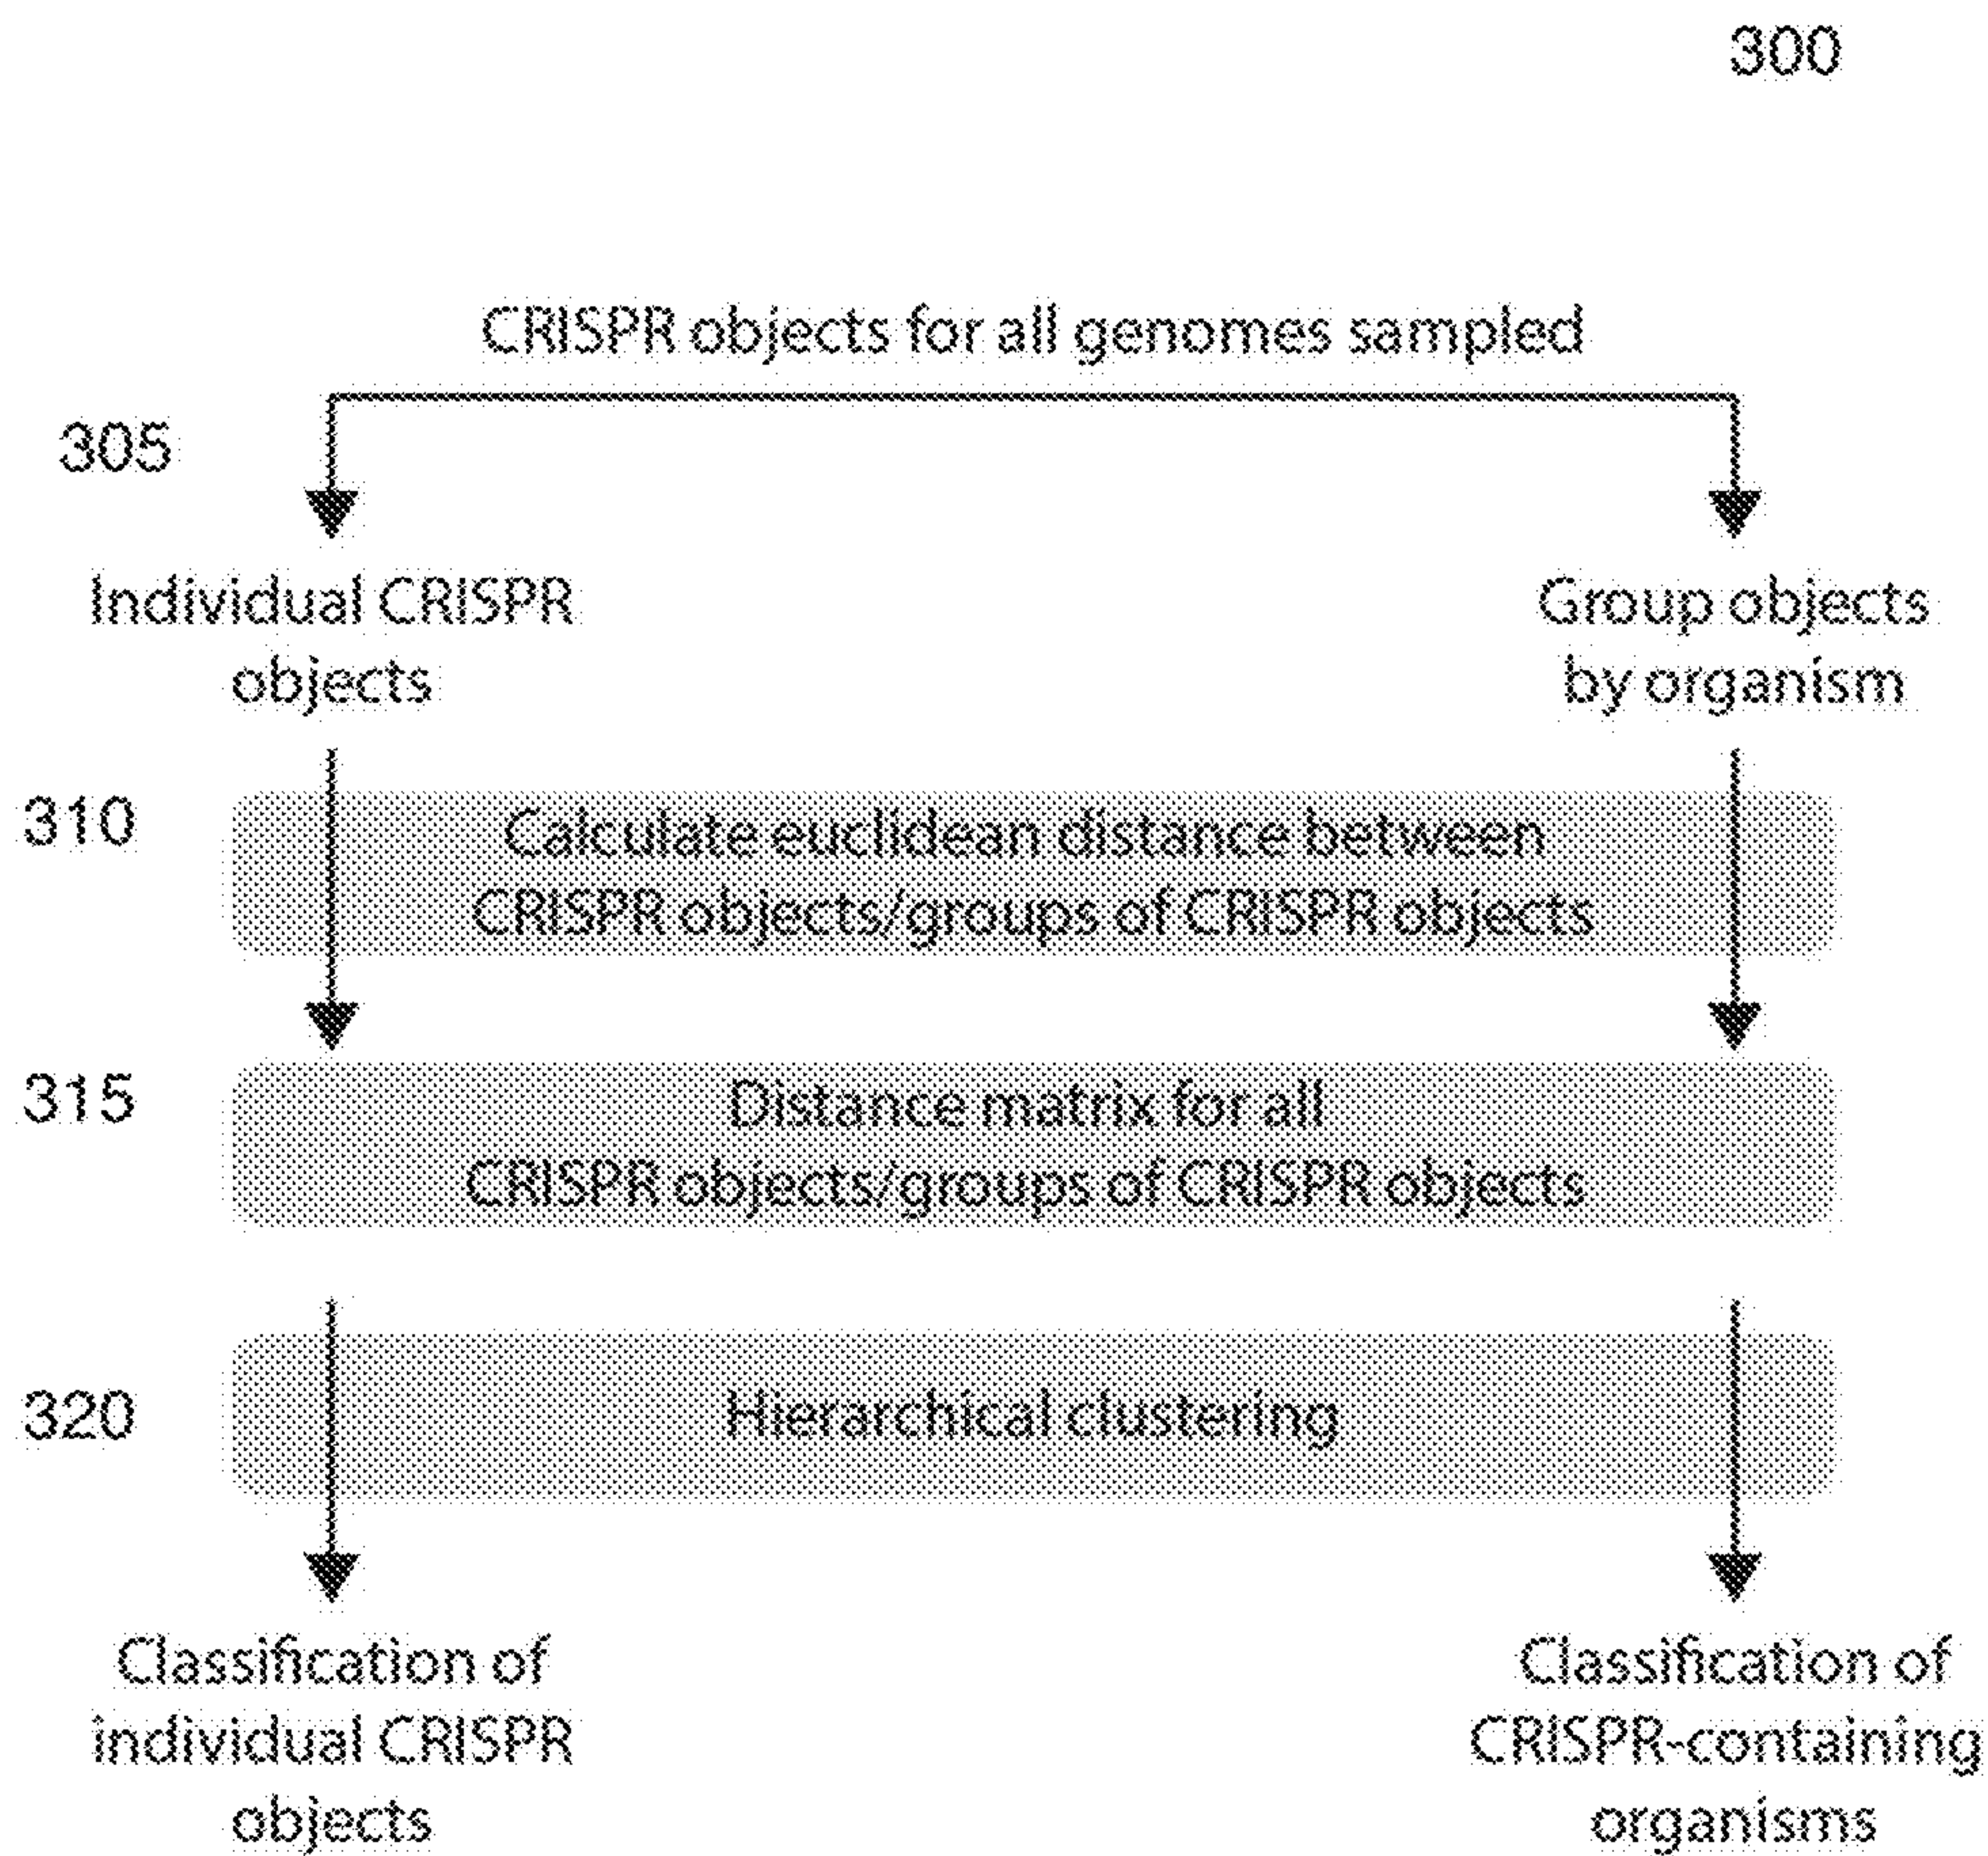 300
CRISPR objects for all genomes sampled
305
Individual CRISPR
objects
Group objects
by organism
310
Calculate euclidean distance between
CRISPR objects/groups of CRISPR objects
315
Distance matrix for all
CRISPR objects/groups of CRISPR objects
320
Hierarchical clustering
Classification of
individual CRISPR
objects
Classification of
CRISPR-containing
organisms